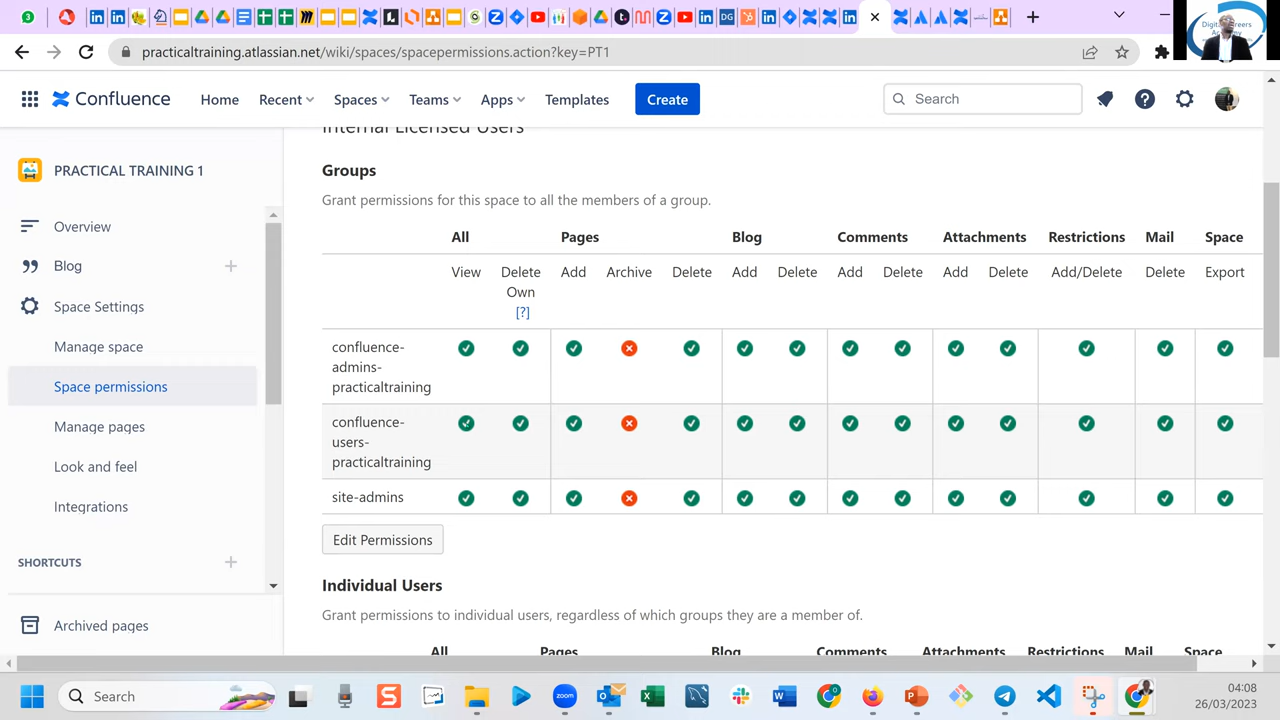 practicaltraining.atlassian.net/wiki/spaces/spacepermissions.action?key=PT1
Confluence
Home
Recent
Spaces
Teams
Apps
Templates
Create
Search
PRACTICAL TRAINING 1
Overview
Blog
Space Settings
Manage space
Space permissions
Manage pages
Look and feel
Integrations
SHORTCUTS
Archived pages
Internal Licensed Users
Groups
Grant permissions for this space to all the members of a group.
All Pages Blog Comments Attachments Restrictions Mail Space
View Delete Add Archive Delete Add Delete Add Delete Add Delete Add/Delete Delete Export
Own
[?]
confluence-
admins-
practicaltraining
confluence-
users-
practicaltraining
site-admins
Edit Permissions
Individual Users
Grant permissions to individual users, regardless of which groups they are a member of.
All Pages Blog Comments Attachments Restrictions Mail Space
Search
zoom
04:08
26/03/2023